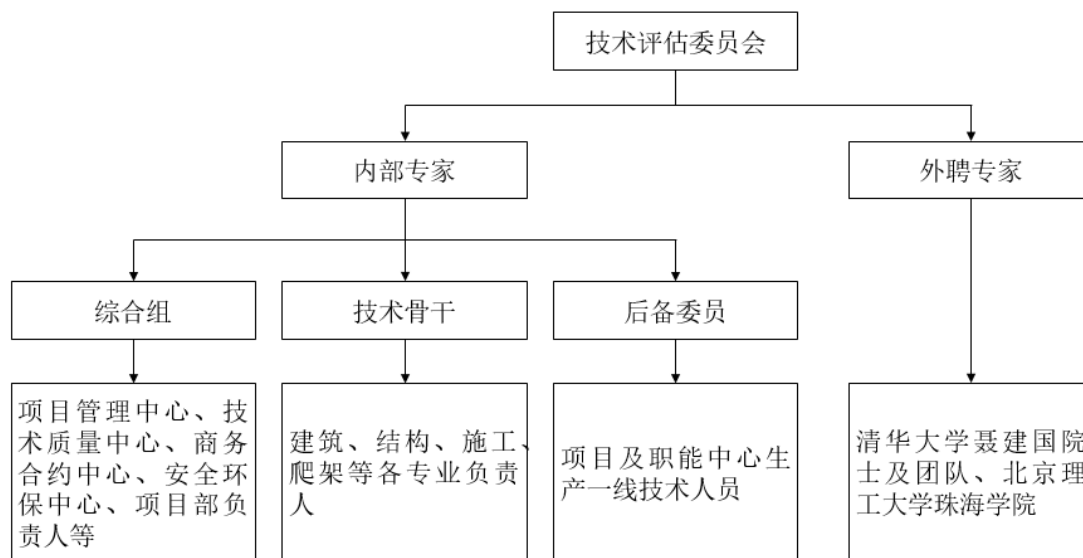 技术评估委员会
内部专家
外聘专家
综合组
技术骨干
后备委员
项目管理中心、技
术质量中心、商务
合约中心、安全环
保中心、项目部负
责人等
建筑、结构、施工、
爬架等各专业负责
人
项目及职能中心生
产一线技术人员
清华大学聂建国院
士及团队、北京理
工大学珠海学院